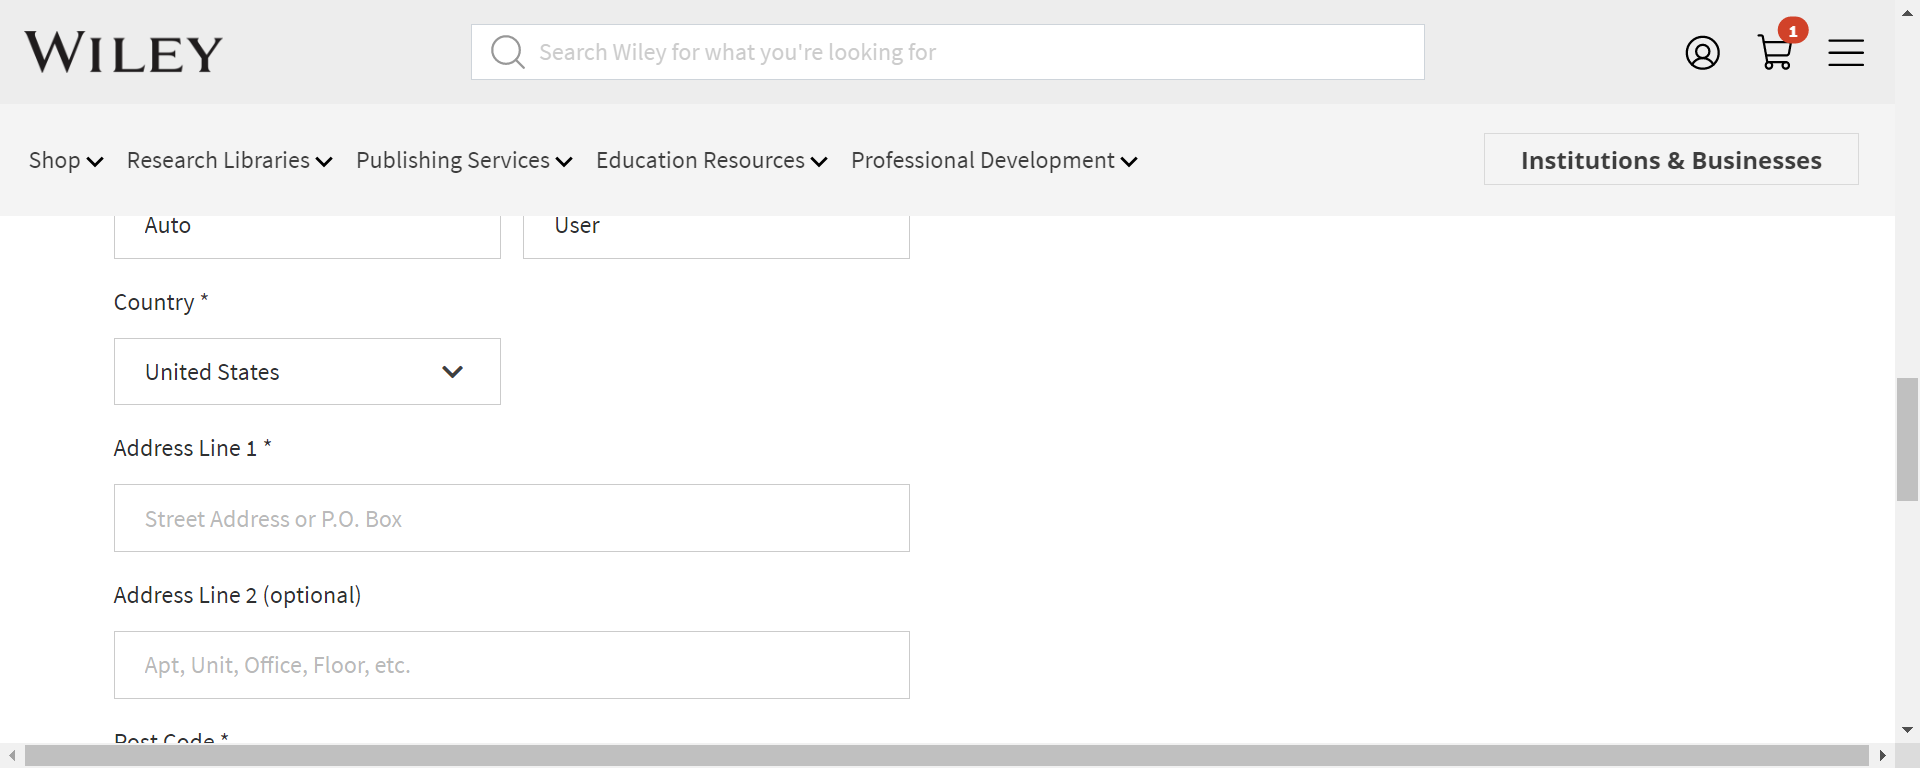 WILEY
Search Wiley for what you're looking for
1
Shop Research Libraries Publishing Services Education Resources Professional Development Institutions & Businesses
Auto User
Country *
United States
Address Line 1 *
Street Address or P.O. Box
Address Line 2 (optional)
Apt, Unit, Office, Floor, etc.
Post Code *